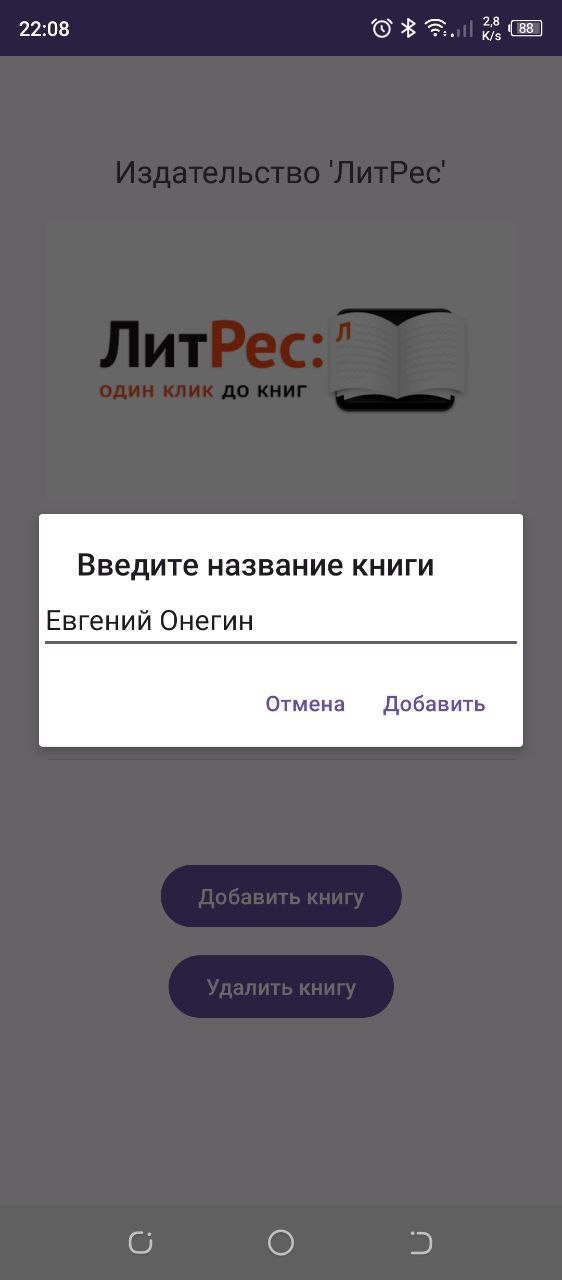 22:08
2,8
K/s
88
Издательство 'ЛитРес'
ЛитРес:
Л
один клик до книг
Введите название книги
Евгений Онегин
Отмена Добавить
Добавить книгу
Удалить книгу